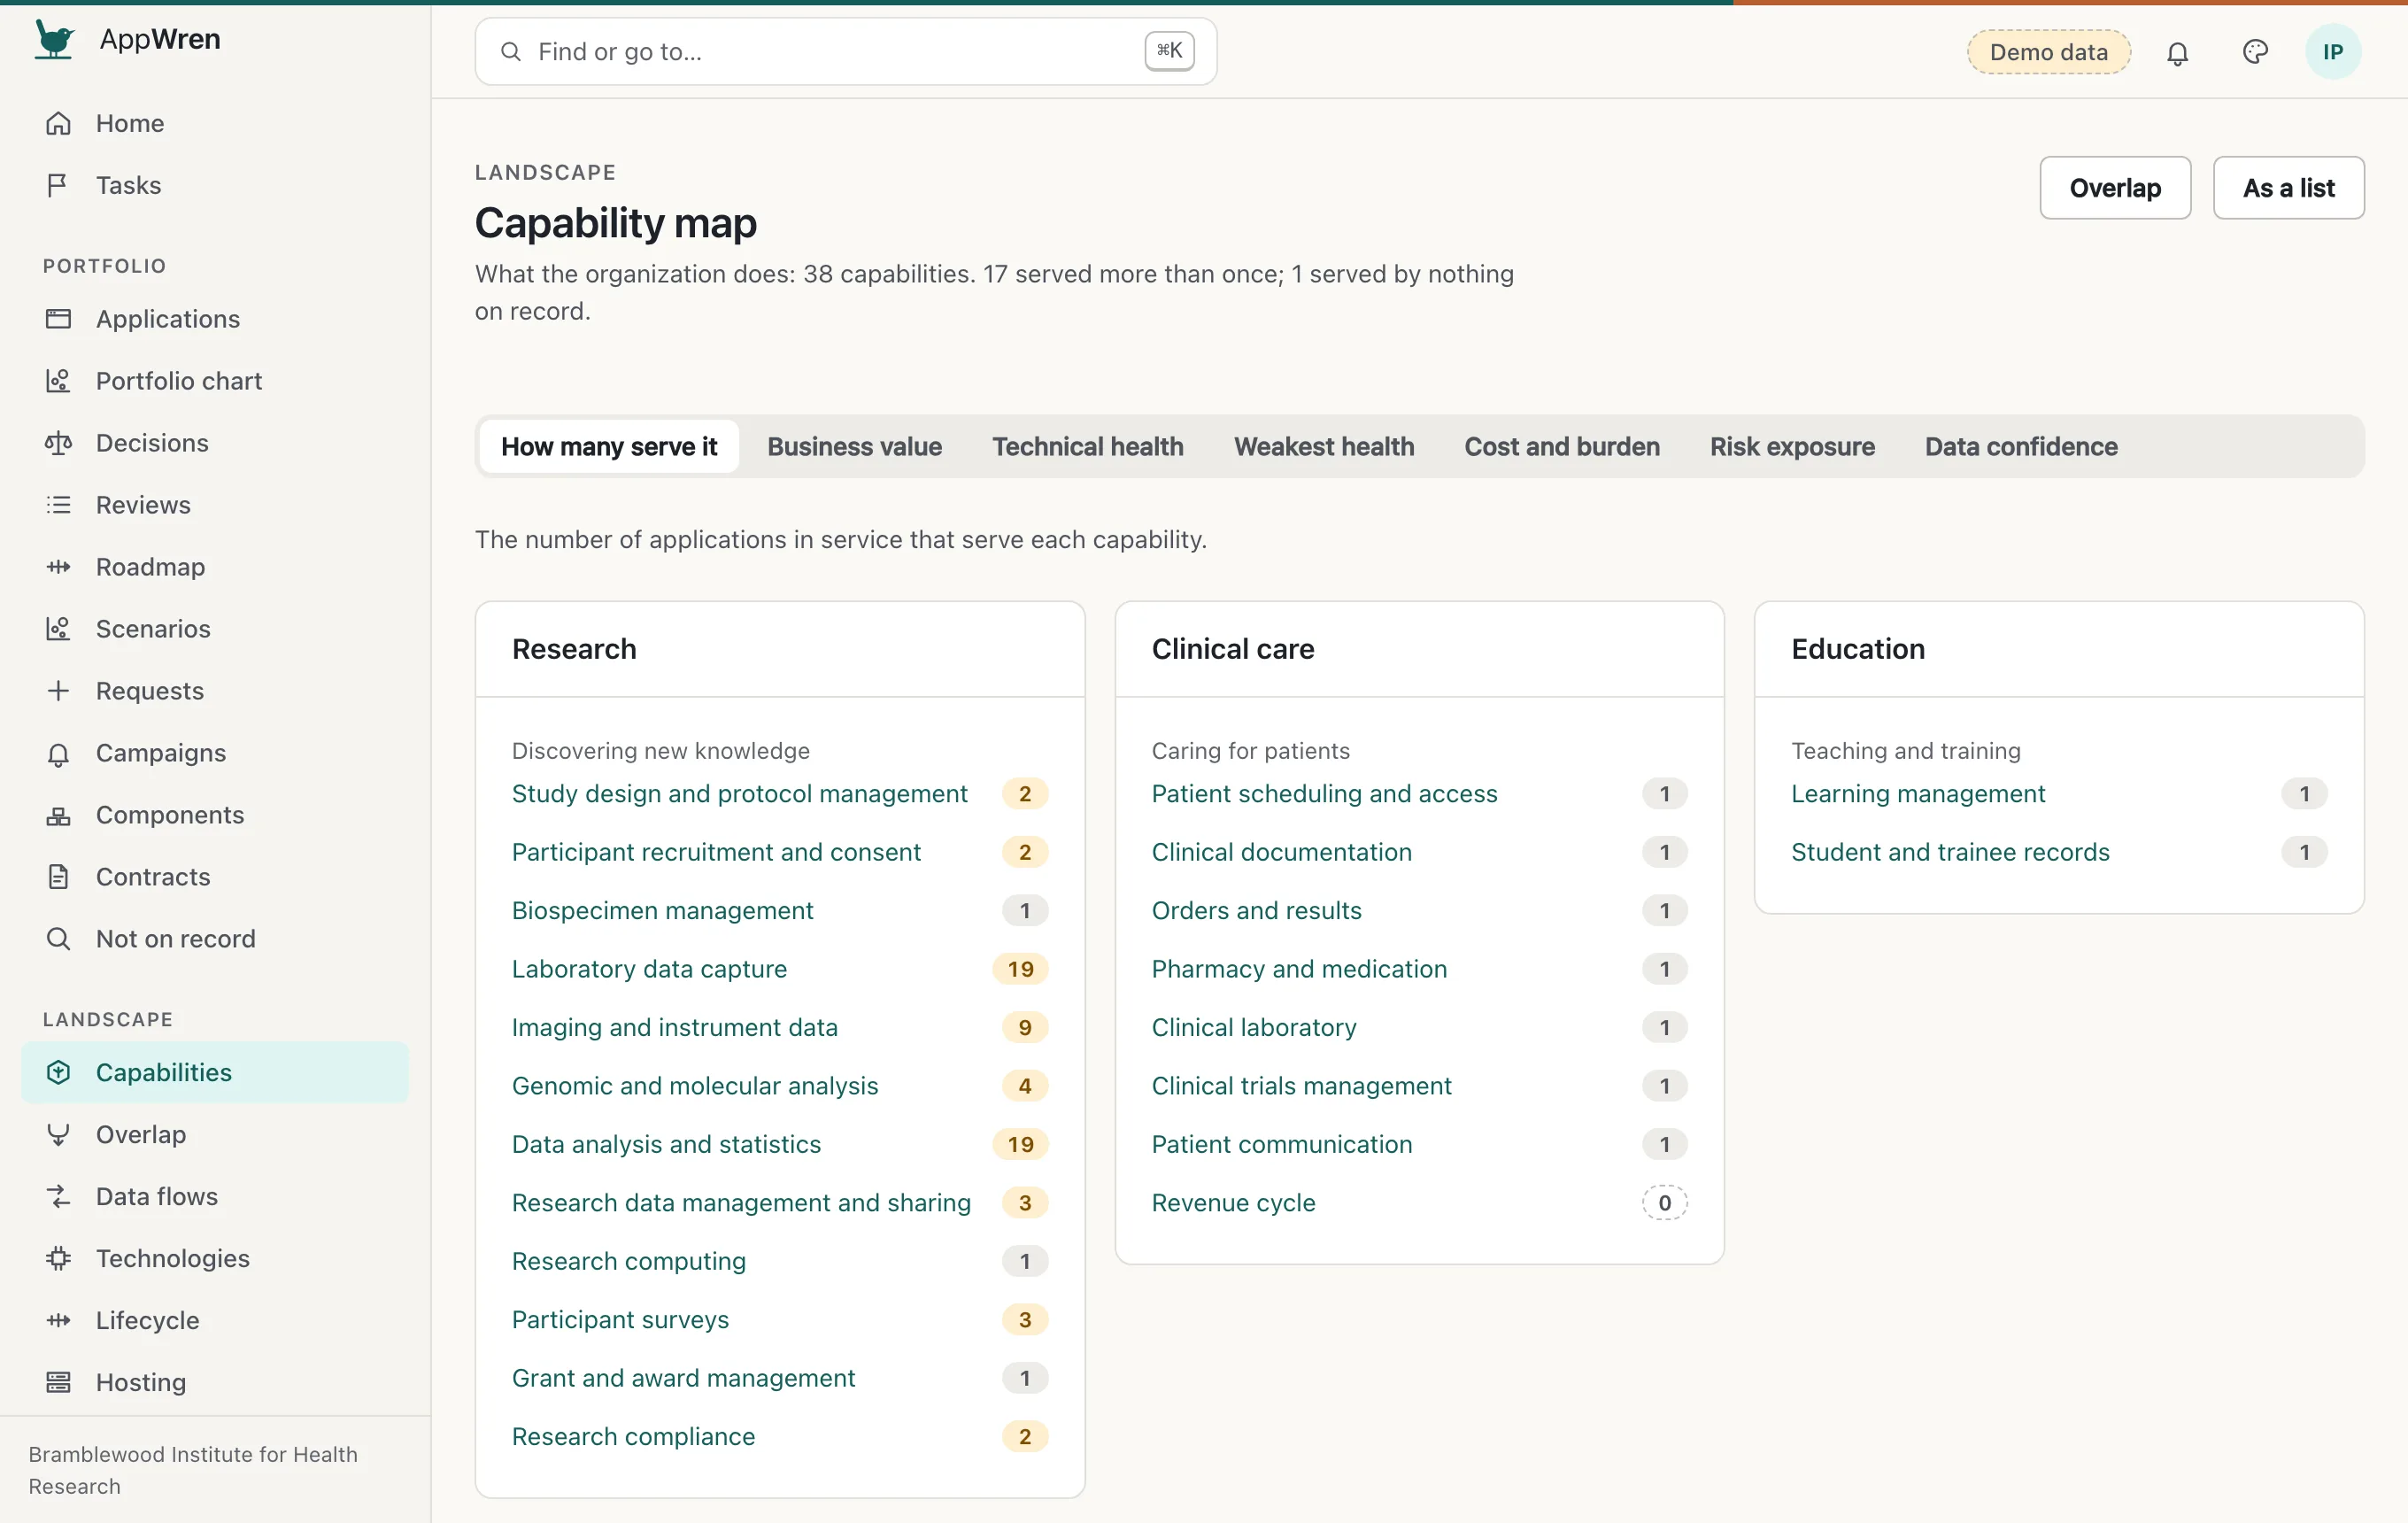 AppWren
Find or go to...
⌘K
Demo data
IP
Home
Tasks
PORTFOLIO
Applications
Portfolio chart
Decisions
Reviews
Roadmap
Scenarios
Requests
Campaigns
Components
Contracts
Not on record
LANDSCAPE
Capabilities
Overlap
Data flows
Technologies
Lifecycle
Hosting
Bramblewood Institute for Health
Research
LANDSCAPE
Capability map
What the organization does: 38 capabilities. 17 served more than once; 1 served by nothing
on record.
Overlap
As a list
How many serve it
Business value
Technical health
Weakest health
Cost and burden
Risk exposure
Data confidence
The number of applications in service that serve each capability.
Research
Discovering new knowledge
Study design and protocol management 2
Participant recruitment and consent 2
Biospecimen management 1
Laboratory data capture 19
Imaging and instrument data 9
Genomic and molecular analysis 4
Data analysis and statistics 19
Research data management and sharing 3
Research computing 1
Participant surveys 3
Grant and award management 1
Research compliance 2
Clinical care
Caring for patients
Patient scheduling and access 1
Clinical documentation 1
Orders and results 1
Pharmacy and medication 1
Clinical laboratory 1
Clinical trials management 1
Patient communication 1
Revenue cycle 0
Education
Teaching and training
Learning management 1
Student and trainee records 1